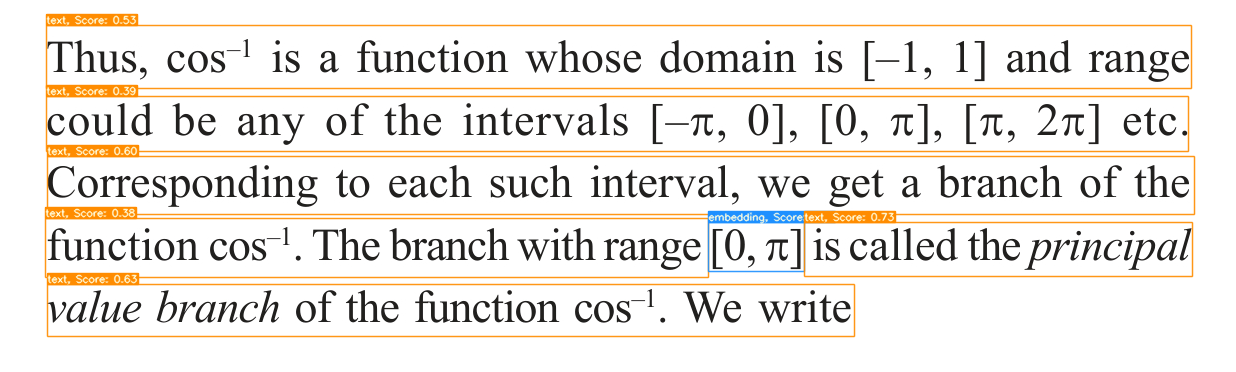 text, Score: 0.53
Thus, cos⁻¹ is a function whose domain is [–1, 1] and range
text, Score: 0.39
could be any of the intervals [–π, 0], [0, π], [π, 2π] etc.
text, Score: 0.60
Corresponding to each such interval, we get a branch of the
text, Score: 0.38 embedding, Score text, Score: 0.73
function cos⁻¹. The branch with range [0, π] is called the principal
text, Score: 0.63
value branch of the function cos⁻¹. We write